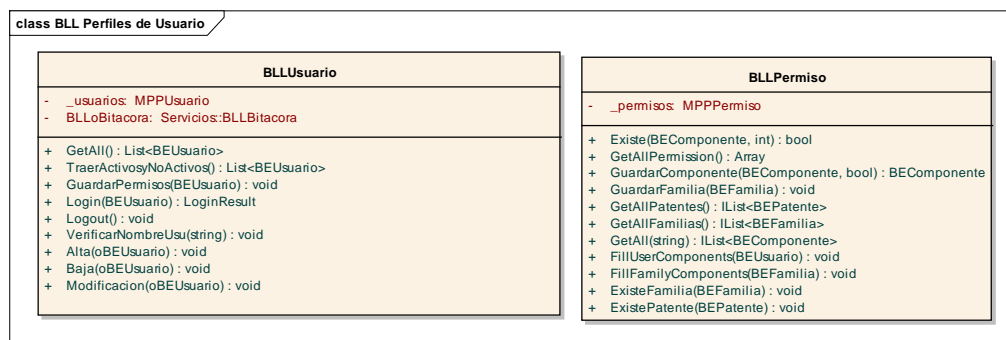 class BLL Perfiles de Usuario
BLLUsuario
- _usuarios: MPPUsuario
- BLLoBitacora: Servicios::BLLBitacora
+ GetAll() : List<BEUsuario>
+ TraerActivosyNoActivos() : List<BEUsuario>
+ GuardarPermisos(BEUsuario) : void
+ Login(BEUsuario) : LoginResult
+ Logout() : void
+ VerificarNombreUsu(string) : void
+ Alta(oBEUsuario) : void
+ Baja(oBEUsuario) : void
+ Modificacion(oBEUsuario) : void
BLLPermiso
- _permisos: MPPPermiso
+ Existe(BEComponente, int) : bool
+ GetAllPermission() : Array
+ GuardarComponente(BEComponente, bool) : BEComponente
+ GuardarFamilia(BEFamilia) : void
+ GetAllPatentes() : IList<BEPatente>
+ GetAllFamilias() : IList<BEFamilia>
+ GetAll(string) : IList<BEComponente>
+ FillUserComponents(BEUsuario) : void
+ FillFamilyComponents(BEFamilia) : void
+ ExisteFamilia(BEFamilia) : void
+ ExistePatente(BEPatente) : void